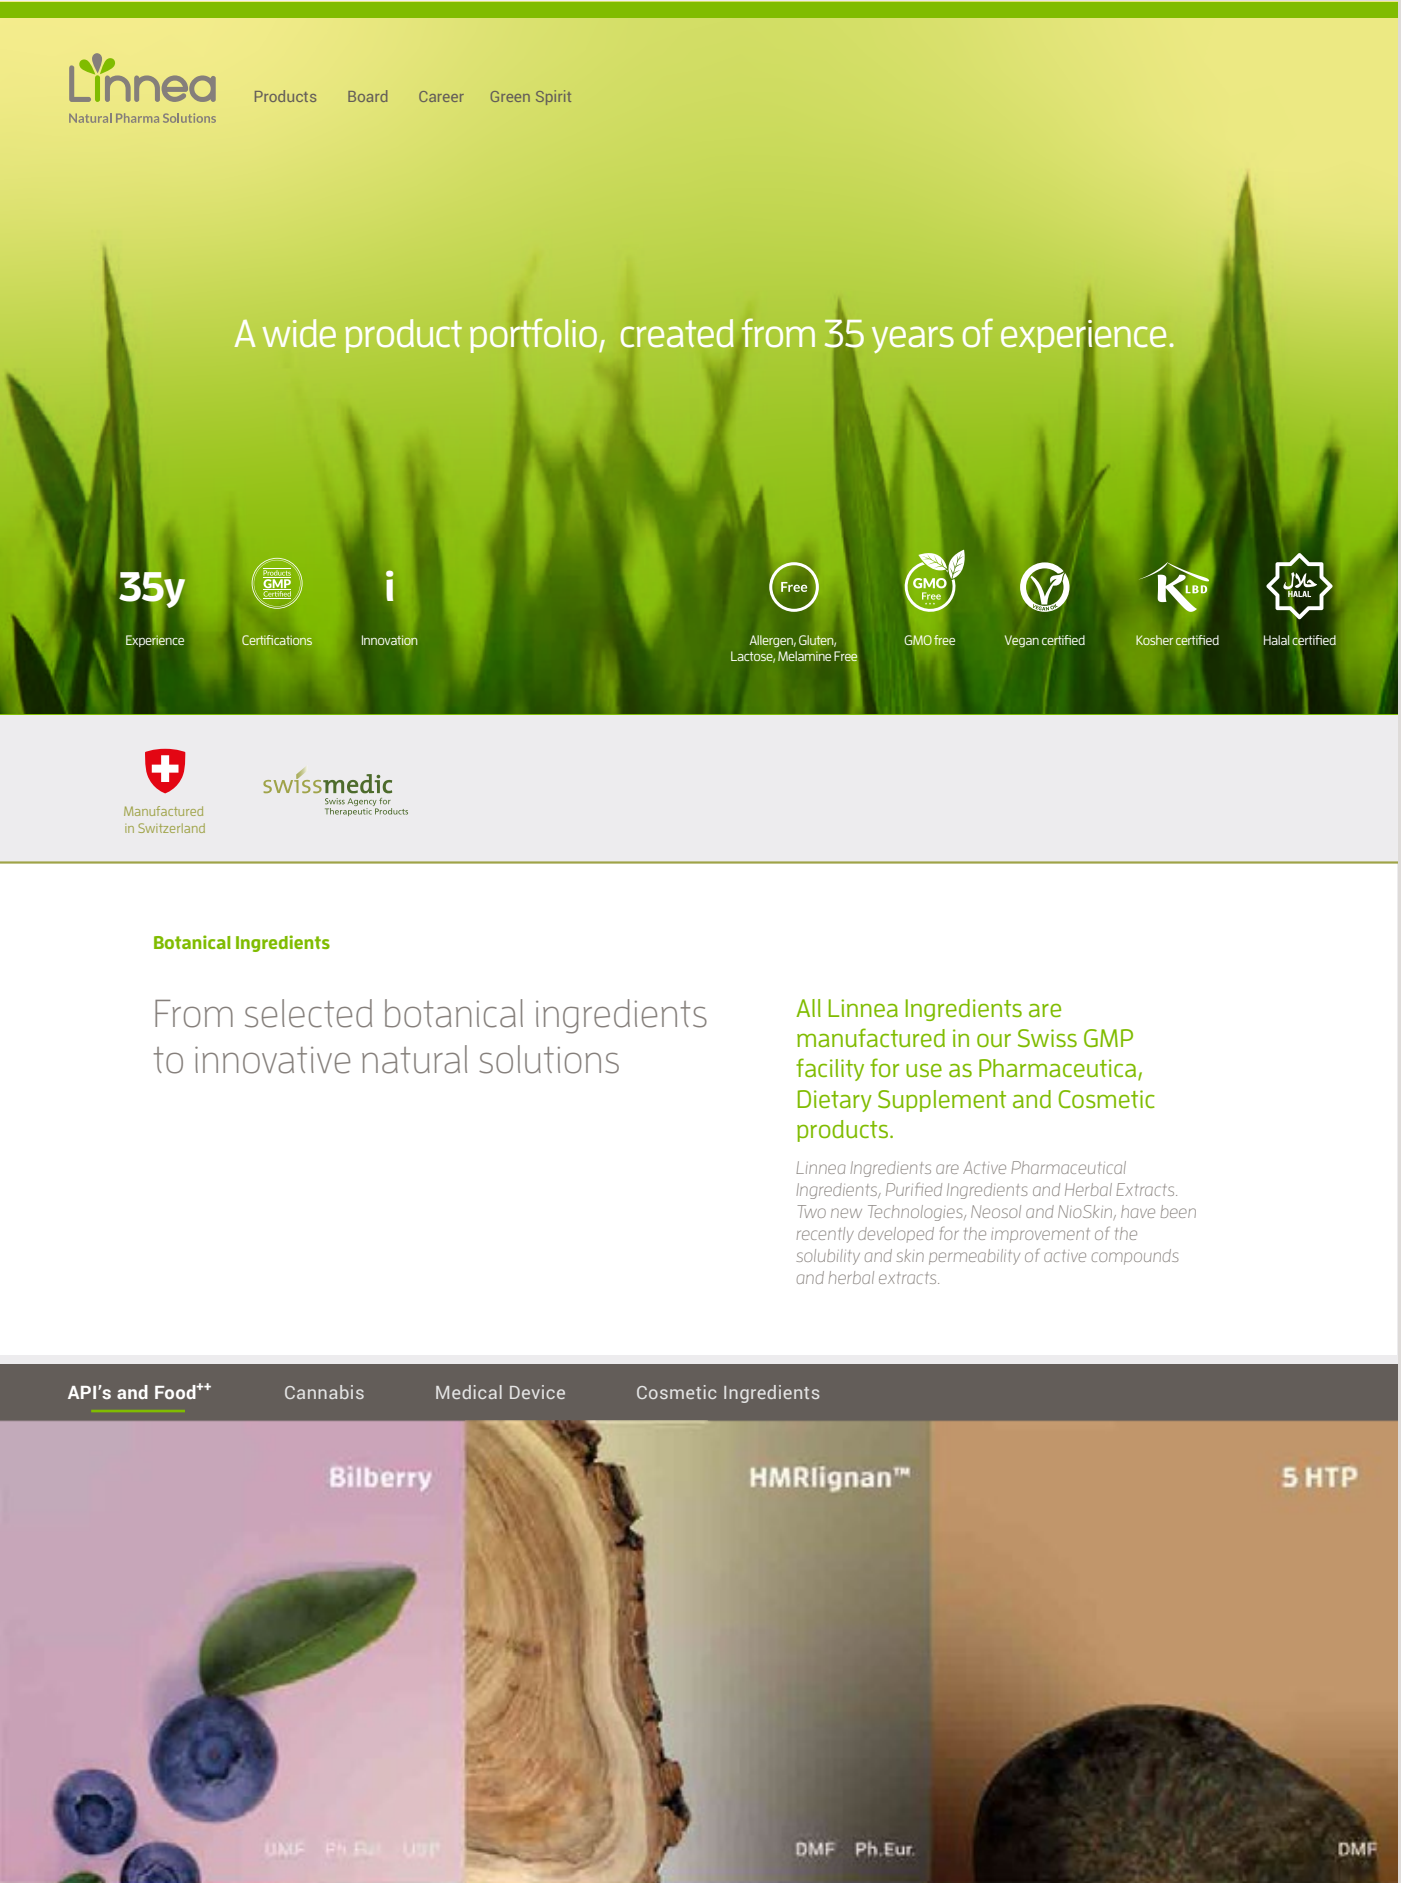 Linnea
Natural Pharma Solutions
Products Board Career Green Spirit
A wide product portfolio, created from 35 years of experience.
35y
Products
GMP
Certified
i
Free
GMO
Free
VEGAN OK
K LBD
حلال
HALAL
Experience
Certifications
Innovation
Allergen, Gluten,
Lactose, Melamine Free
GMO free
Vegan certified
Kosher certified
Halal certified
Manufactured
in Switzerland
swissmedic
Swiss Agency for
Therapeutic Products
Botanical Ingredients
From selected botanical ingredients
to innovative natural solutions
All Linnea Ingredients are
manufactured in our Swiss GMP
facility for use as Pharmaceutica,
Dietary Supplement and Cosmetic
products.
Linnea Ingredients are Active Pharmaceutical
Ingredients, Purified Ingredients and Herbal Extracts.
Two new Technologies, Neosol and NioSkin, have been
recently developed for the improvement of the
solubility and skin permeability of active compounds
and herbal extracts.
API's and Food++ Cannabis Medical Device Cosmetic Ingredients
Bilberry
HMRlignan™
5 HTP
DMF Ph.Eur. USP
DMF Ph.Eur.
DMF